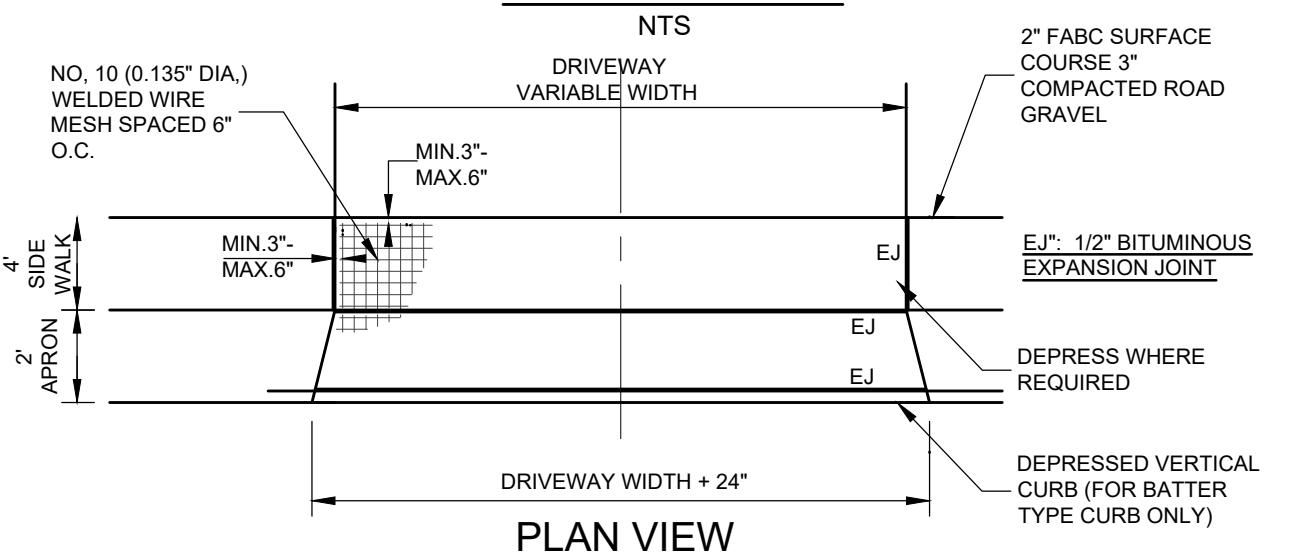 NTS
NO, 10 (0.135" DIA,)
WELDED WIRE
MESH SPACED 6"
O.C.
DRIVEWAY
VARIABLE WIDTH
2" FABC SURFACE
COURSE 3"
COMPACTED ROAD
GRAVEL
MIN.3"-
MAX.6"
4'
SIDE
WALK
MIN.3"-
MAX.6"
EJ
EJ": 1/2" BITUMINOUS
EXPANSION JOINT
2'
APRON
EJ
EJ
DEPRESS WHERE
REQUIRED
DRIVEWAY WIDTH + 24"
DEPRESSED VERTICAL
CURB (FOR BATTER
TYPE CURB ONLY)
PLAN VIEW